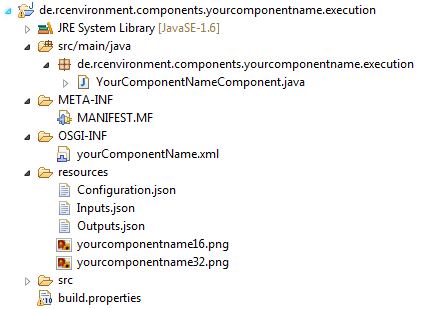 de.rcenvironment.components.yourcomponentname.execution
JRE System Library [JavaSE-1.6]
src/main/java
de.rcenvironment.components.yourcomponentname.execution
YourComponentNameComponent.java
META-INF
MANIFEST.MF
OSGI-INF
yourComponentName.xml
resources
Configuration.json
Inputs.json
Outputs.json
yourcomponentname16.png
yourcomponentname32.png
src
build.properties